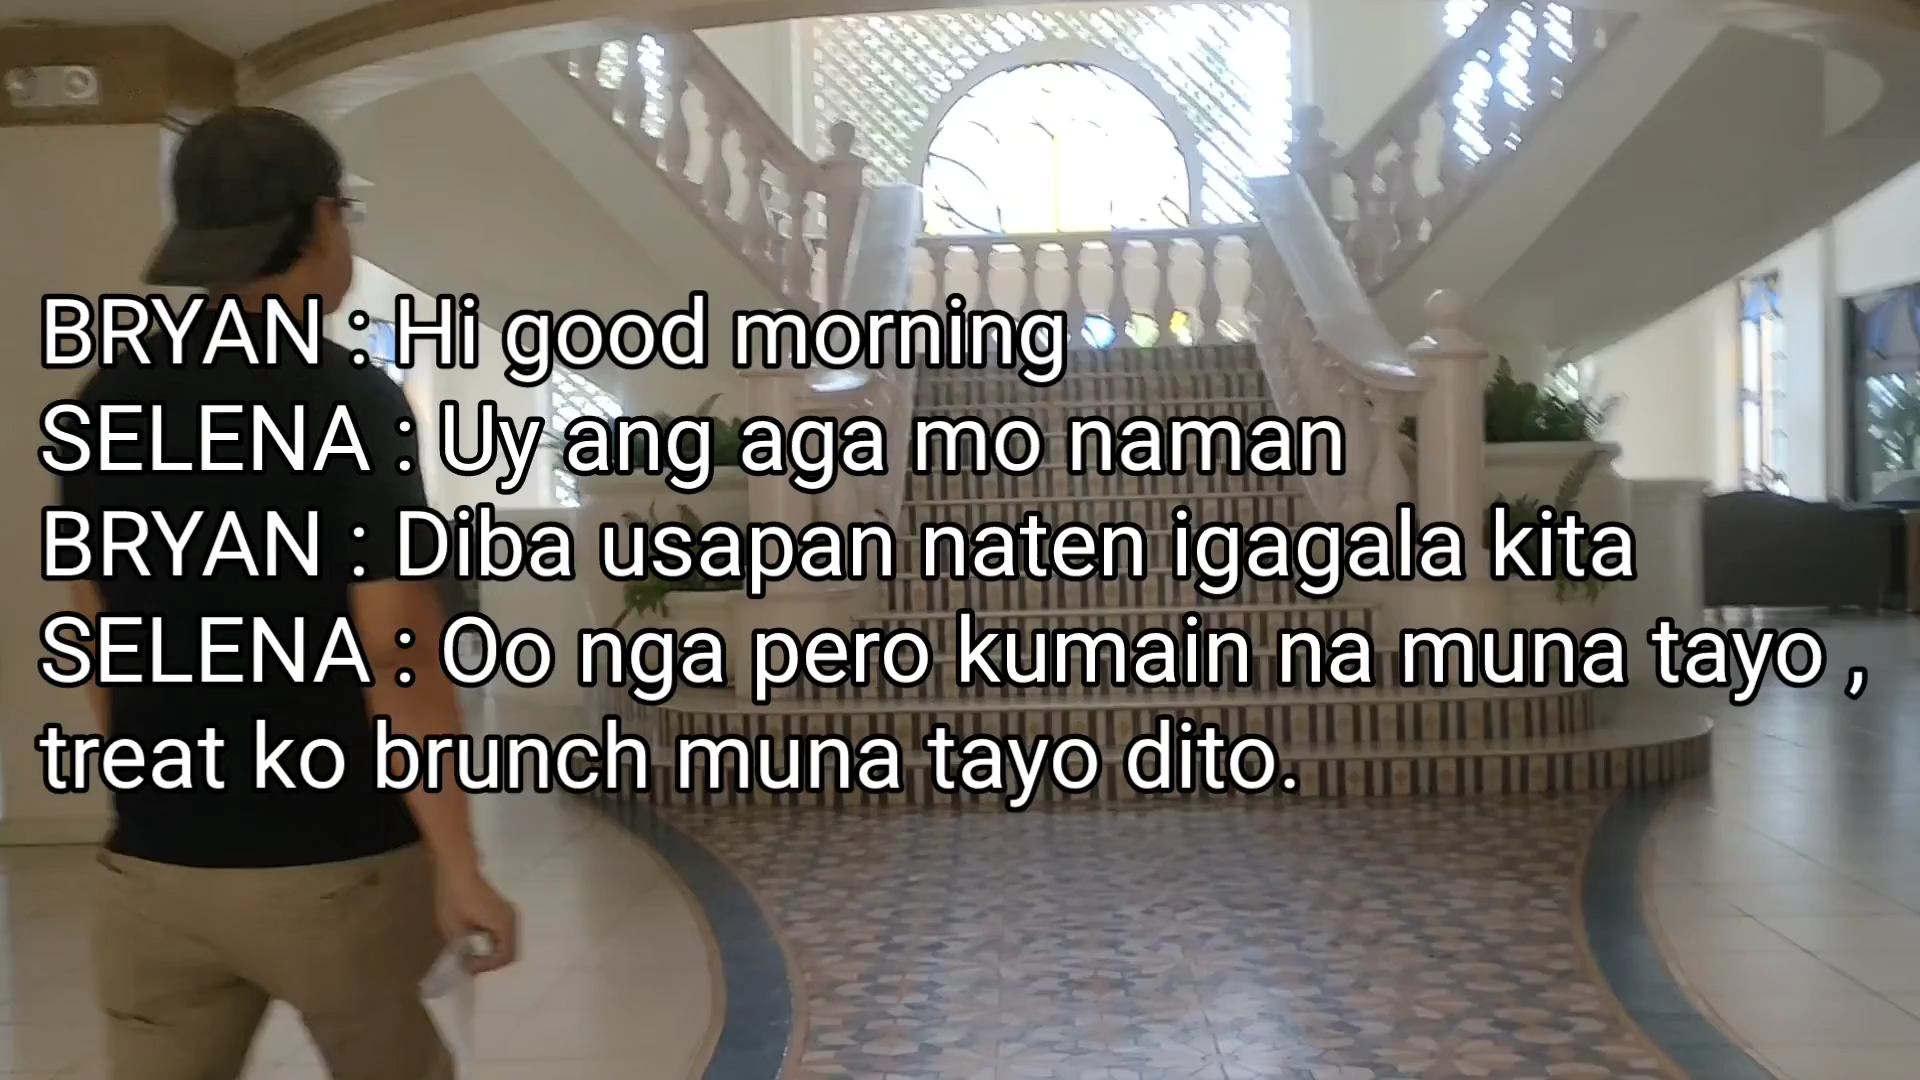 BRYAN : Hi good morning
SELENA : Uy ang aga mo naman
BRYAN : Diba usapan naten igagala kita
SELENA : Oo nga pero kumain na muna tayo ,
treat ko brunch muna tayo dito.